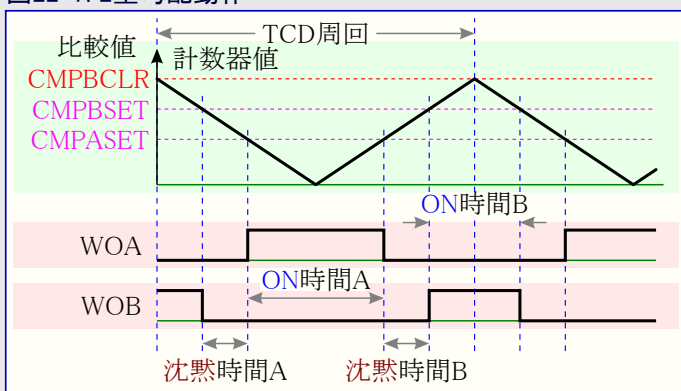 TCD周回
比較値
計数器値
CMPBCLR
CMPBSET
CMPASET
ON時間B
WOA
ON時間A
WOB
沈黙時間A
沈黙時間B